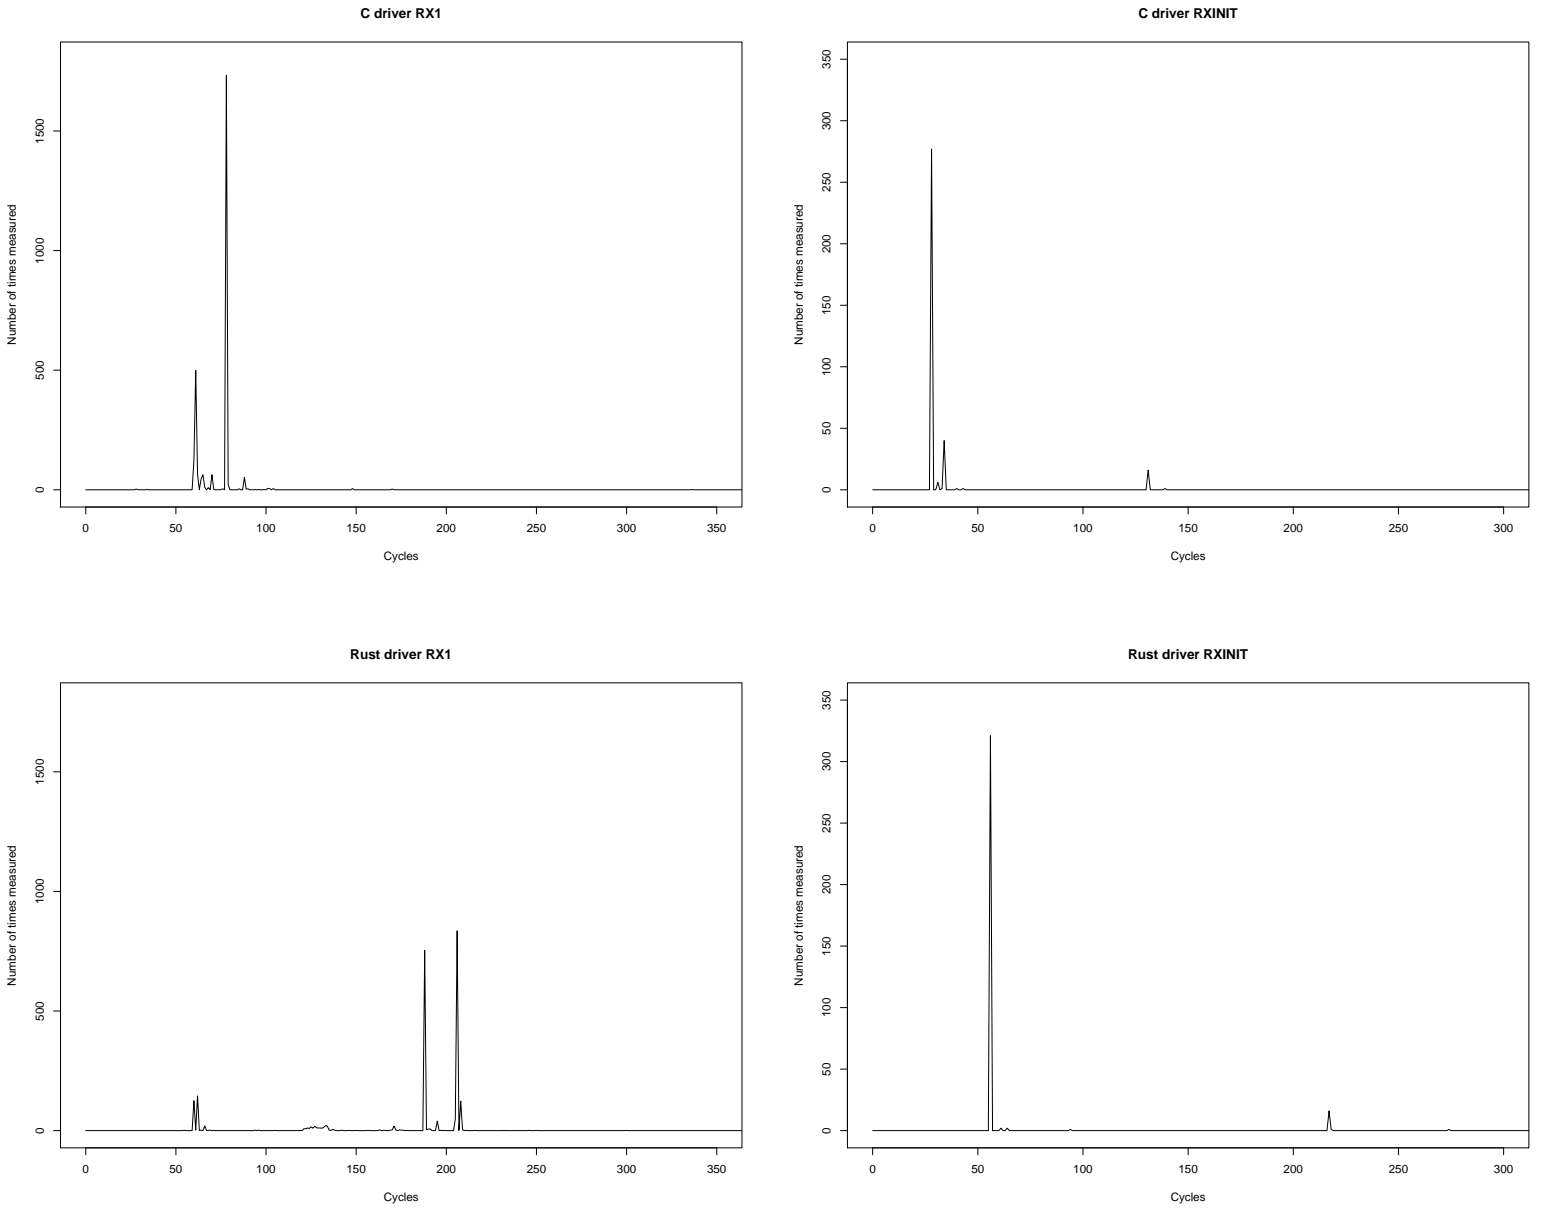 C driver RX1
Number of times measured
1500
1000
500
0
0 50 100 150 200 250 300 350
Cycles
C driver RXINIT
Number of times measured
350
300
250
200
150
100
50
0
0 50 100 150 200 250 300
Cycles
Rust driver RX1
Number of times measured
1500
1000
500
0
0 50 100 150 200 250 300 350
Cycles
Rust driver RXINIT
Number of times measured
350
300
250
200
150
100
50
0
0 50 100 150 200 250 300
Cycles